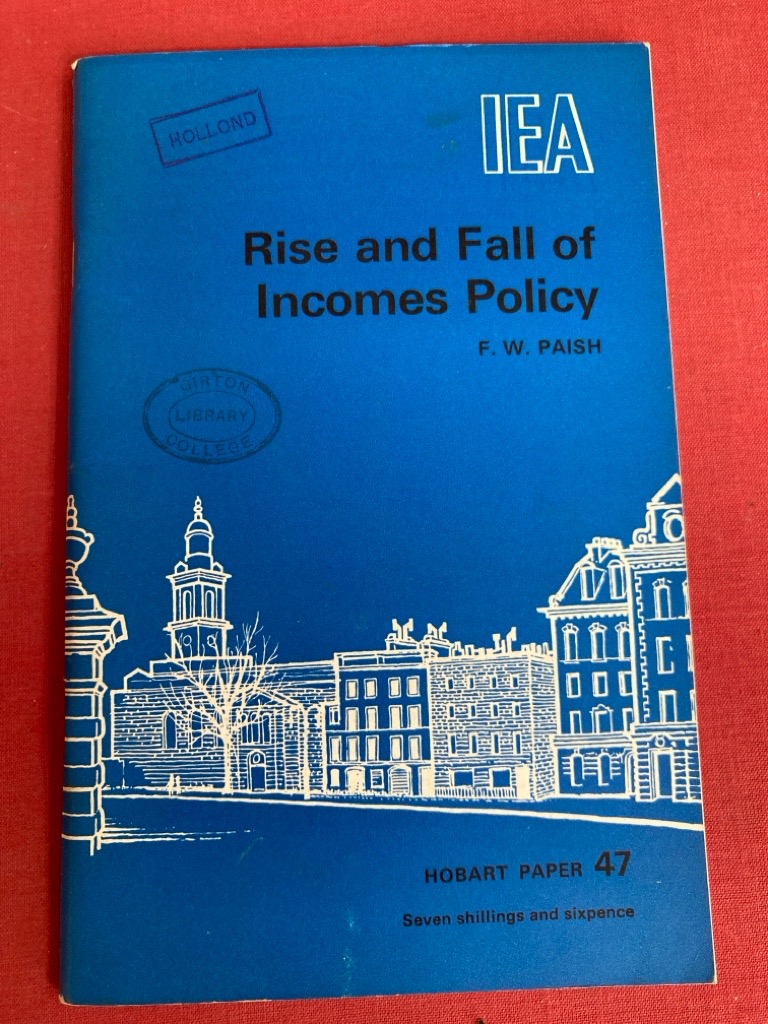 HOLLOND
IEA
Rise and Fall of
Incomes Policy
F. W. PAISH
GIRTON
LIBRARY
COLLEGE
HOBART PAPER 47
Seven shillings and sixpence